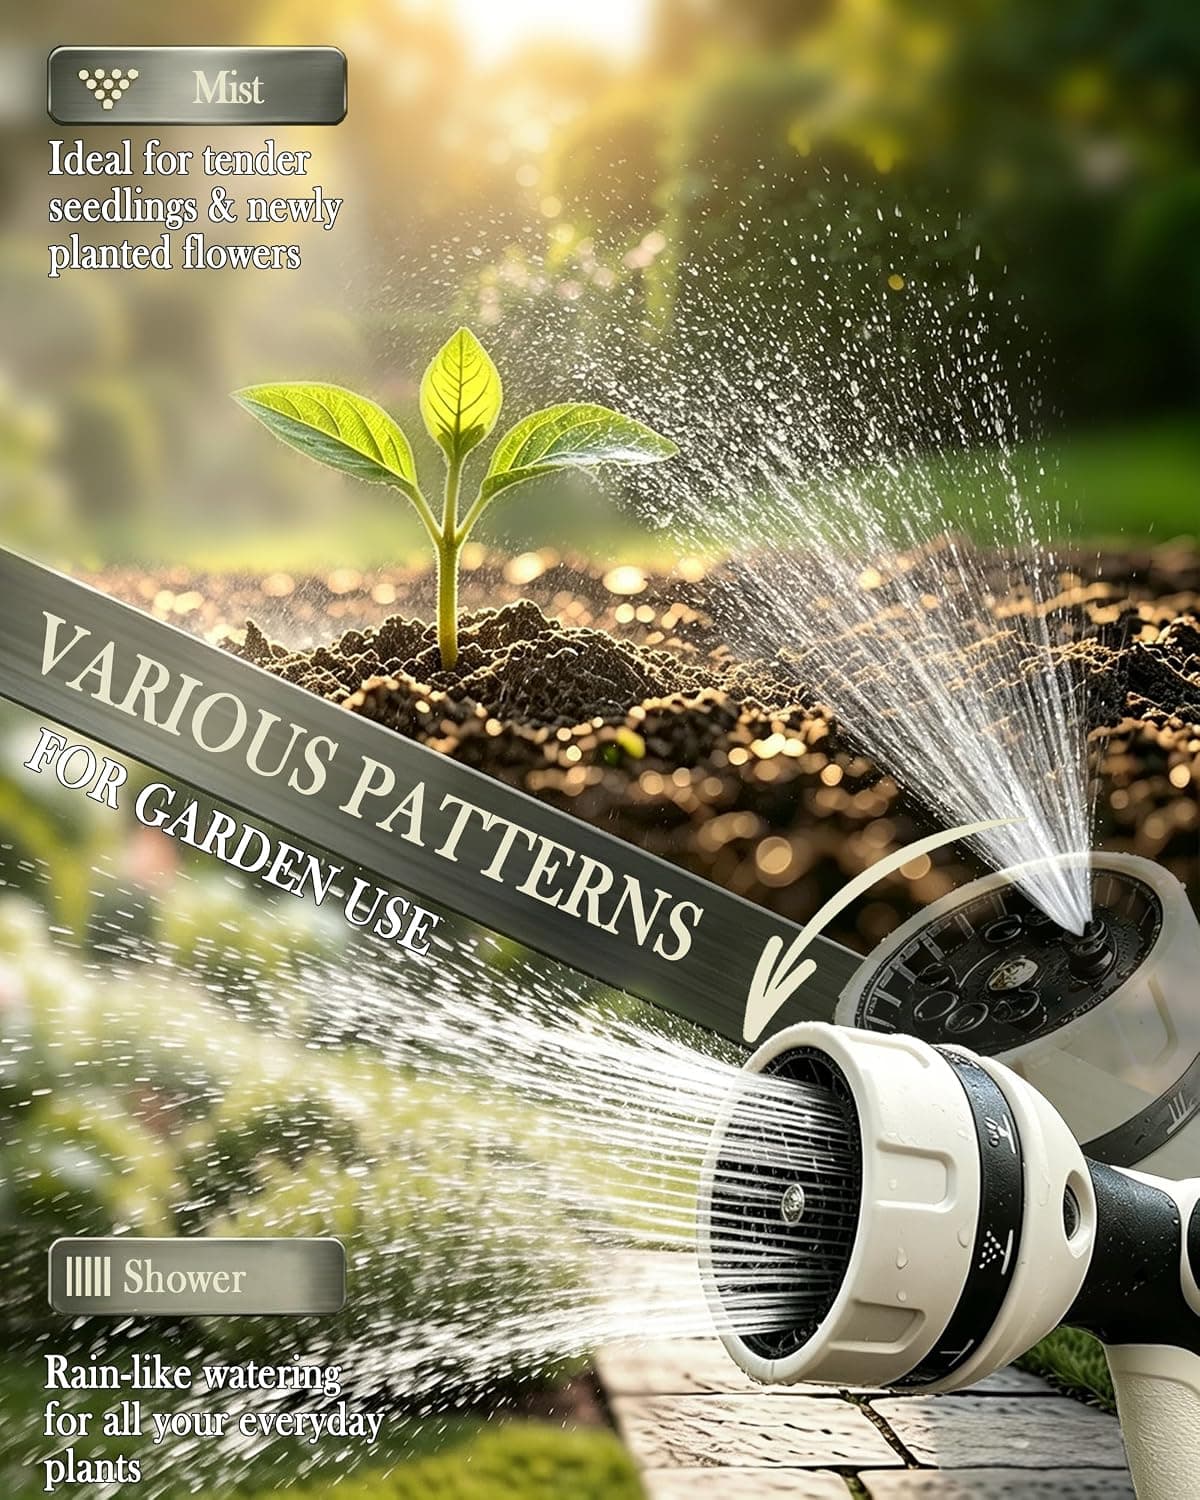 Mist
Ideal for tender
seedlings & newly
planted flowers
VARIOUS PATTERNS
FOR GARDEN USE
Shower
Rain-like watering
for all your everyday
plants